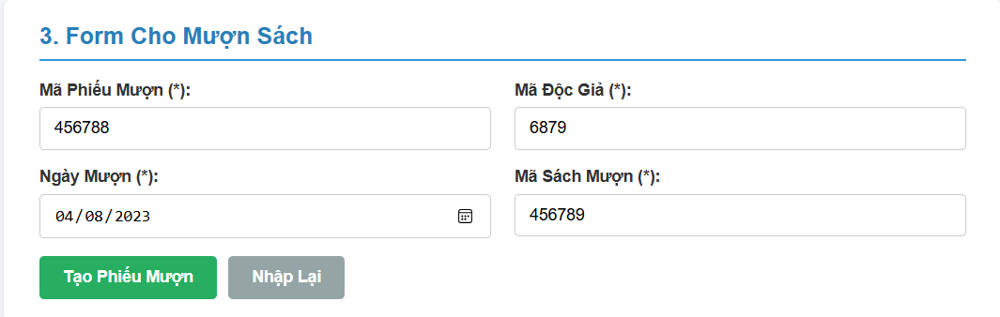 3. Form Cho Mượn Sách
Mã Phiếu Mượn (*):
456788
Mã Độc Giả (*):
6879
Ngày Mượn (*):
04/08/2023
Mã Sách Mượn (*):
456789
Tạo Phiếu Mượn
Nhập Lại